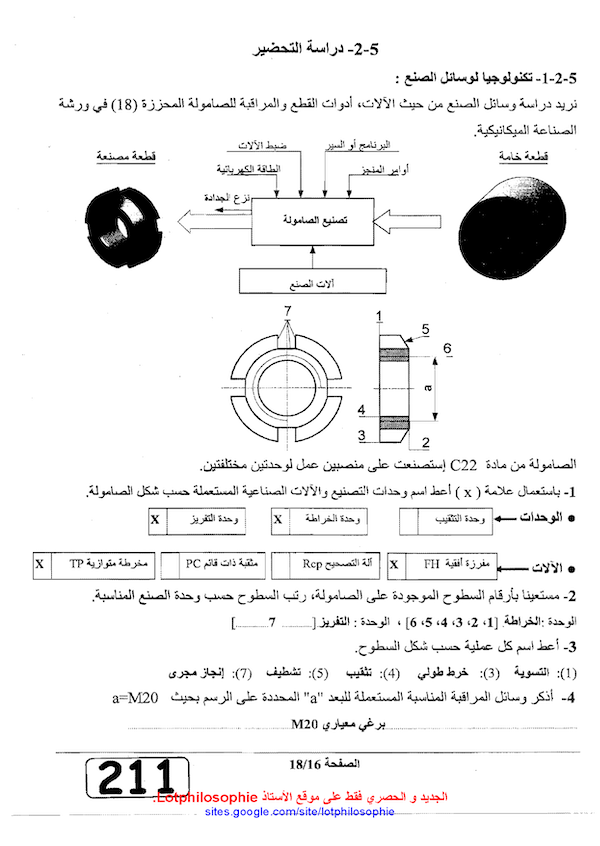 2-5- دراسة التحضير
1-2-5- تكنولوجيا لوسائل الصنع :
نريد دراسة وسائل الصنع من حيث الآلات، أدوات القطع والمراقبة للصامولة المحززة (18) في ورشة
الصناعة الميكانيكية.
ضبط الآلات
البرنامج أو السير
قطعة خامة
قطعة مصنعة
الطاقة الكهربائية
أوامر المنجز
نزع الجدادة
تصنيع الصامولة
آلات الصنع
7
1
5
6
a
4
3
2
الصامولة من مادة C22 إستصنعت على منصبين عمل لوحدتين مختلفتين.
1- باستعمال علامة ( x ) أعط اسم وحدات التصنيع والآلات الصناعية المستعملة حسب شكل الصامولة.
● الوحدات
وحدة التثقيب
وحدة الخراطة X
وحدة التفريز X
● الآلات
مفرزة أفقية FH X
آلة التصحيح Rcp
مثقبة ذات قائم PC
مخرطة متوازية TP X
2- مستعينا بأرقام السطوح الموجودة على الصامولة، رتب السطوح حسب وحدة الصنع المناسبة.
الوحدة :الخراطة [1، 2، 3، 4، 5، 6] ، الوحدة : التفريز[............ 7 ............]
3- أعط اسم كل عملية حسب شكل السطوح.
(1): التسوية (3): خرط طولي (4): تثقيب (5): تشطيف (7): إنجاز مجرى
4- أذكر وسائل المراقبة المناسبة المستعملة للبعد "a" المحددة على الرسم بحيث a=M20
برغي معياري M20
الصفحة 18/16
211
الجديد و الحصري فقط على موقع الأستاذ Lotphilosophie.
sites.google.com/site/lotphilosophie